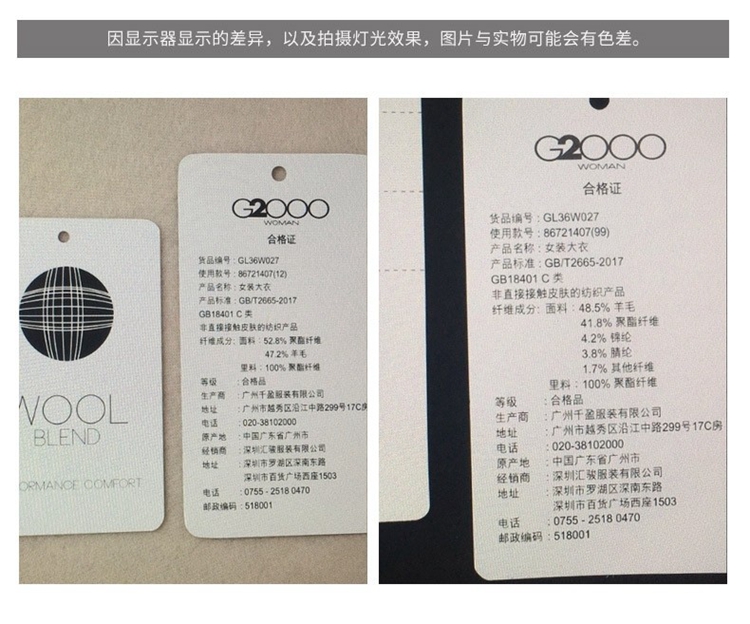 因显示器显示的差异，以及拍摄灯光效果，图片与实物可能会有色差。
WOOL
BLEND
ORMANCE COMFORT
G2000
WOMAN
合格证
货品编号：GL36W027
使用款号：86721407(12)
产品名称：女装大衣
产品标准：GB/T2665-2017
GB18401 C 类
非直接接触皮肤的纺织产品
纤维成分：面料：52.8% 聚酯纤维
47.2% 羊毛
里料：100% 聚酯纤维
等级 ：合格品
生产商 ：广州千盈服装有限公司
地址 ：广州市越秀区沿江中路299号17C房
电话 ：020-38102000
原产地 ：中国广东省广州市
经销商 ：深圳汇骏服装有限公司
地址 ：深圳市罗湖区深南东路
深圳市百货广场西座1503
电话 ：0755 - 2518 0470
邮政编码：518001
G2000
WOMAN
合格证
货品编号：GL36W027
使用款号：86721407(99)
产品名称：女装大衣
产品标准：GB/T2665-2017
GB18401 C 类
非直接接触皮肤的纺织产品
纤维成分：面料：48.5% 羊毛
41.8% 聚酯纤维
4.2% 锦纶
3.8% 腈纶
1.7% 其他纤维
里料：100% 聚酯纤维
等级 ：合格品
生产商 ：广州千盈服装有限公司
地址 ：广州市越秀区沿江中路299号17C房
电话 ：020-38102000
原产地 ：中国广东省广州市
经销商 ：深圳汇骏服装有限公司
地址 ：深圳市罗湖区深南东路
深圳市百货广场西座1503
电话 ：0755 - 2518 0470
邮政编码：518001